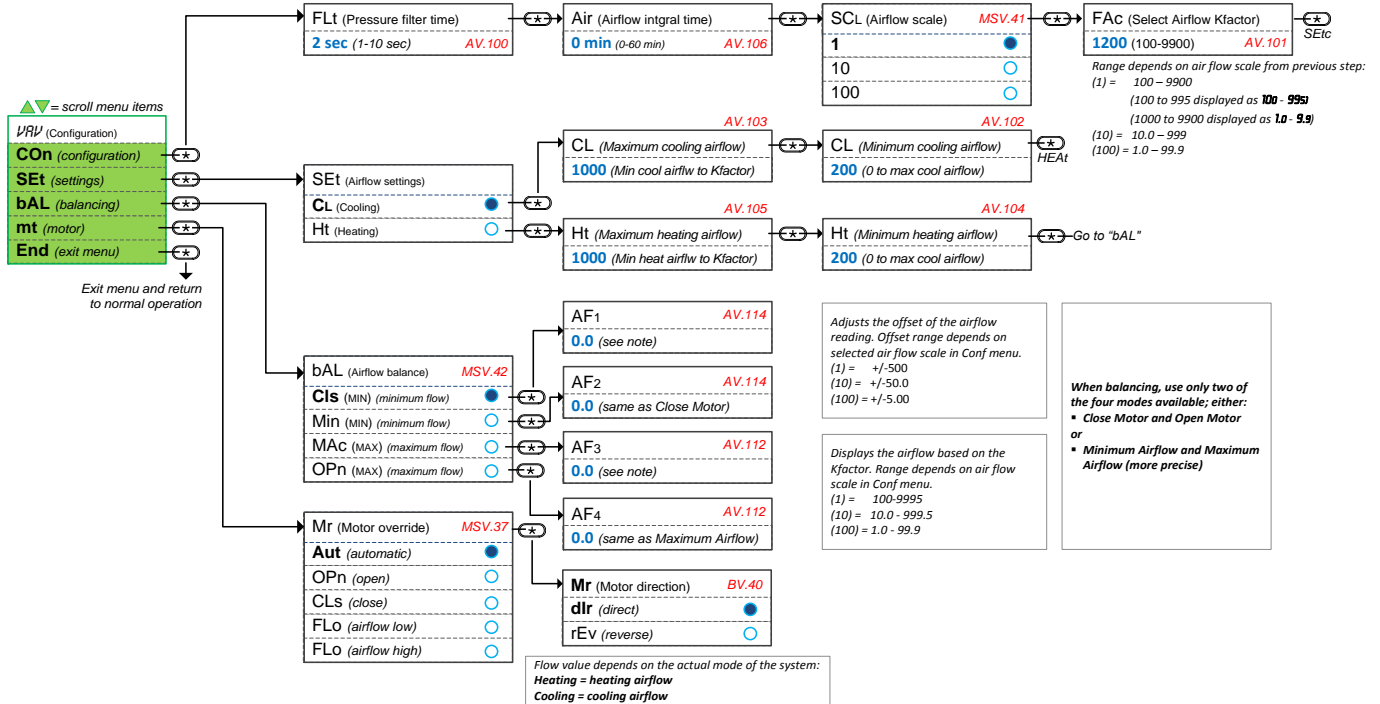 FLt (Pressure filter time)
2 sec (1-10 sec) AV.100
*
Air (Airflow intgral time)
0 min (0-60 min) AV.106
*
SCL (Airflow scale) MSV.41
1
10
100
*
FAc (Select Airflow Kfactor)
1200 (100-9900) AV.101
*
SEtc
Range depends on air flow scale from previous step:
(1) = 100 – 9900
(100 to 995 displayed as 100 - 995)
(1000 to 9900 displayed as 1.0 - 9.9)
(10) = 10.0 – 999
(100) = 1.0 – 99.9
▲▼ = scroll menu items
VAV (Configuration)
COn (configuration) *
SEt (settings) *
bAL (balancing) *
mt (motor) *
End (exit menu) *
Exit menu and return
to normal operation
SEt (Airflow settings)
CL (Cooling) *
Ht (Heating) *
AV.103
CL (Maximum cooling airflow)
1000 (Min cool airflw to Kfactor)
*
AV.102
CL (Minimum cooling airflow)
200 (0 to max cool airflow)
*
HEAt
AV.105
Ht (Maximum heating airflow)
1000 (Min heat airflw to Kfactor)
*
AV.104
Ht (Minimum heating airflow)
200 (0 to max cool airflow)
* Go to "bAL"
bAL (Airflow balance) MSV.42
Cls (MIN) (minimum flow) *
Min (MIN) (minimum flow) *
MAc (MAX) (maximum flow) *
OPn (MAX) (maximum flow) *
AF1 AV.114
0.0 (see note)
AF2 AV.114
0.0 (same as Close Motor)
AF3 AV.112
0.0 (see note)
AF4 AV.112
0.0 (same as Maximum Airflow)
Adjusts the offset of the airflow
reading. Offset range depends on
selected air flow scale in Conf menu.
(1) = +/-500
(10) = +/-50.0
(100) = +/-5.00
Displays the airflow based on the
Kfactor. Range depends on air flow
scale in Conf menu.
(1) = 100-9995
(10) = 10.0 - 999.5
(100) = 1.0 - 99.9
When balancing, use only two of
the four modes available; either:
▪ Close Motor and Open Motor
or
▪ Minimum Airflow and Maximum
Airflow (more precise)
Mr (Motor override) MSV.37 *
Aut (automatic)
OPn (open)
CLs (close)
FLo (airflow low)
FLo (airflow high)
Mr (Motor direction) BV.40
dIr (direct)
rEv (reverse)
Flow value depends on the actual mode of the system:
Heating = heating airflow
Cooling = cooling airflow